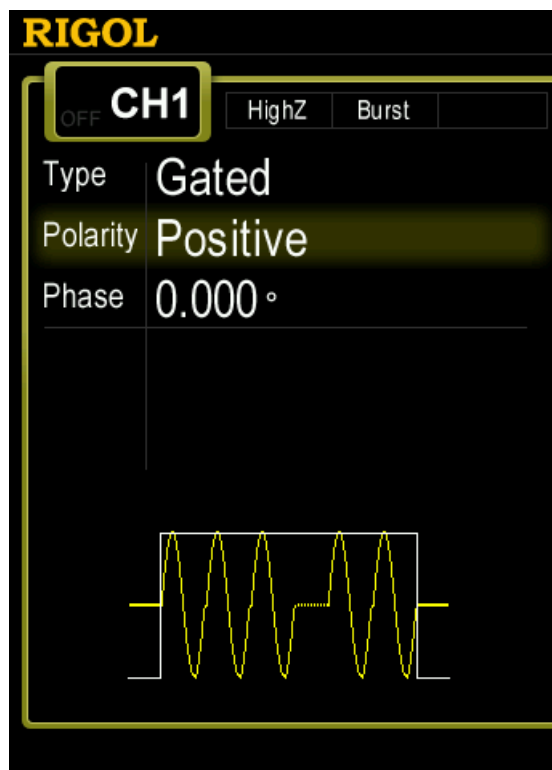 RIGOL
OFF CH1 HighZ Burst
Type Gated
Polarity Positive
Phase 0.000 °